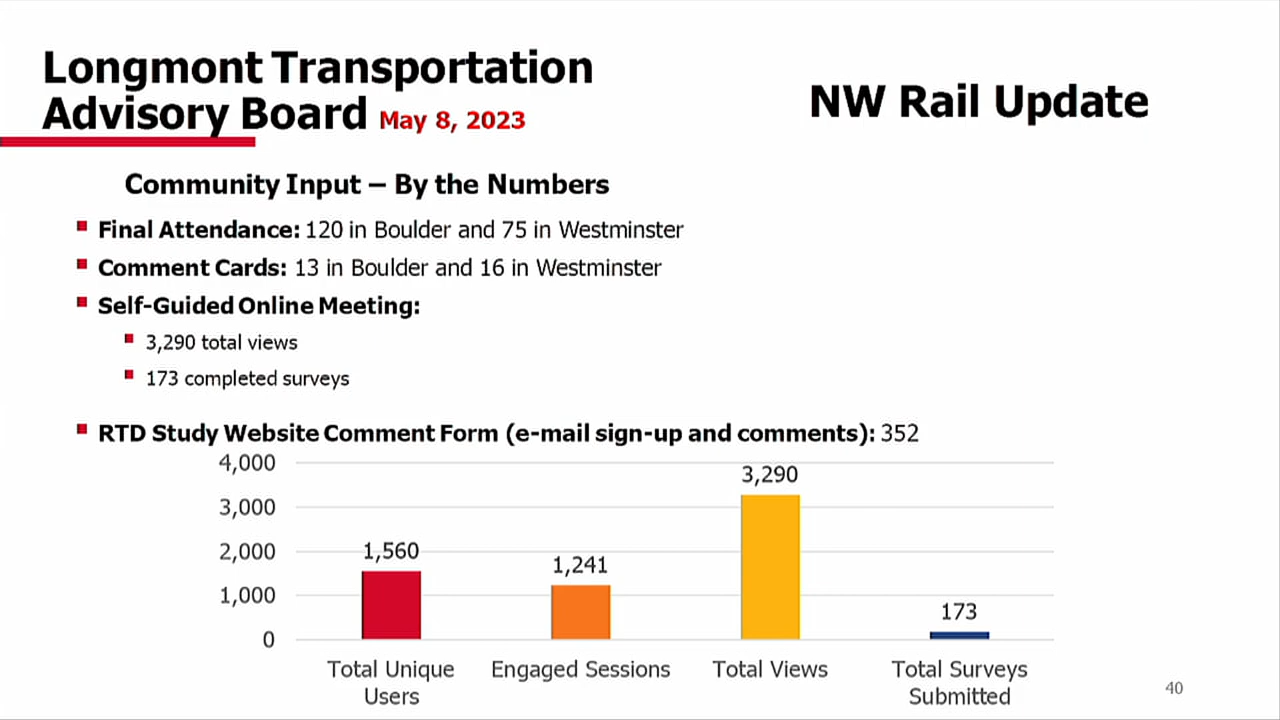 Longmont Transportation
Advisory Board May 8, 2023
NW Rail Update
Community Input – By the Numbers
Final Attendance: 120 in Boulder and 75 in Westminster
Comment Cards: 13 in Boulder and 16 in Westminster
Self-Guided Online Meeting:
3,290 total views
173 completed surveys
RTD Study Website Comment Form (e-mail sign-up and comments): 352
4,000
3,000
2,000
1,000
0
1,560
1,241
3,290
173
Total Unique
Users
Engaged Sessions
Total Views
Total Surveys
Submitted
40